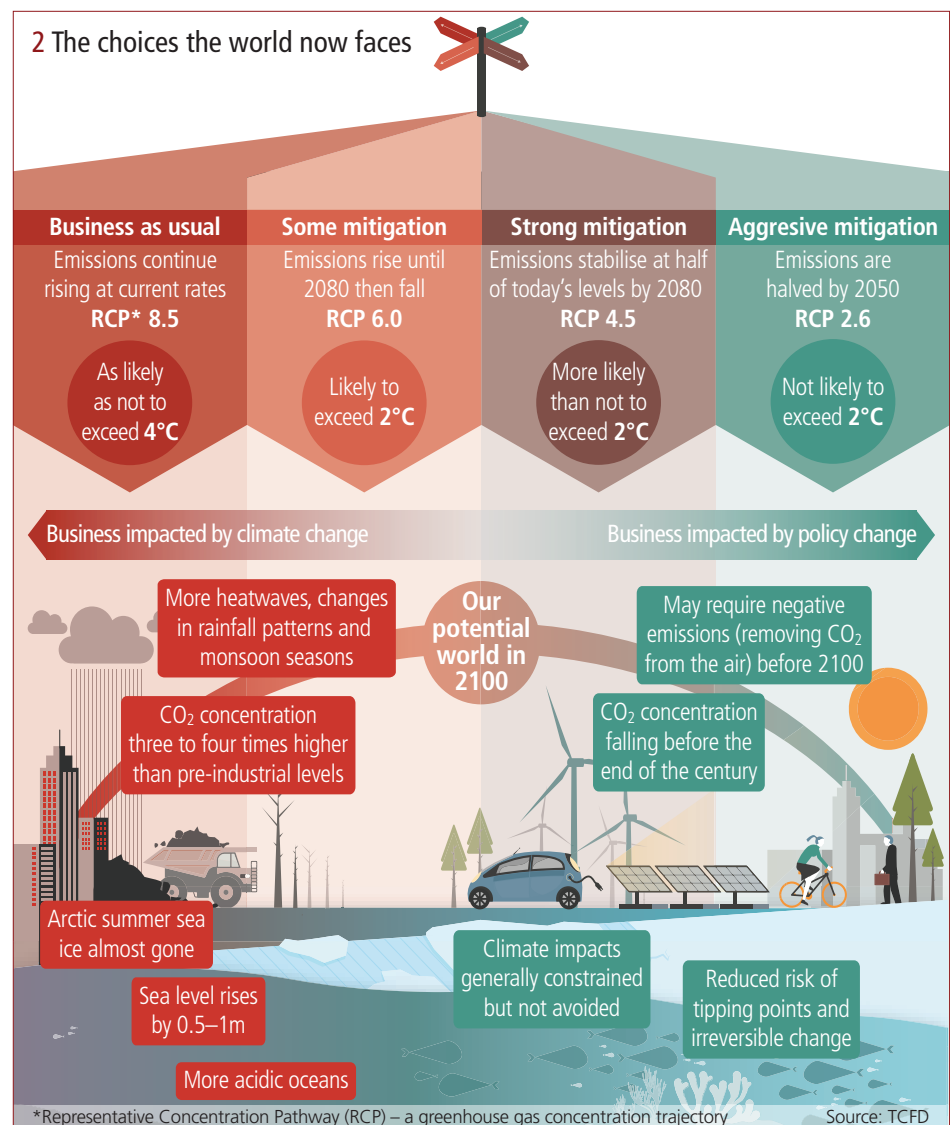 2 The choices the world now faces
Business as usual
Emissions continue
rising at current rates
RCP* 8.5
As likely
as not to
exceed 4°C
Some mitigation
Emissions rise until
2080 then fall
RCP 6.0
Likely to
exceed 2°C
Strong mitigation
Emissions stabilise at half
of today's levels by 2080
RCP 4.5
More likely
than not to
exceed 2°C
Aggresive mitigation
Emissions are
halved by 2050
RCP 2.6
Not likely to
exceed 2°C
Business impacted by climate change
Business impacted by policy change
Our
potential
world in
2100
More heatwaves, changes
in rainfall patterns and
monsoon seasons
CO₂ concentration
three to four times higher
than pre-industrial levels
Arctic summer sea
ice almost gone
Sea level rises
by 0.5–1m
More acidic oceans
May require negative
emissions (removing CO₂
from the air) before 2100
CO₂ concentration
falling before the
end of the century
Climate impacts
generally constrained
but not avoided
Reduced risk of
tipping points and
irreversible change
*Representative Concentration Pathway (RCP) – a greenhouse gas concentration trajectory
Source: TCFD